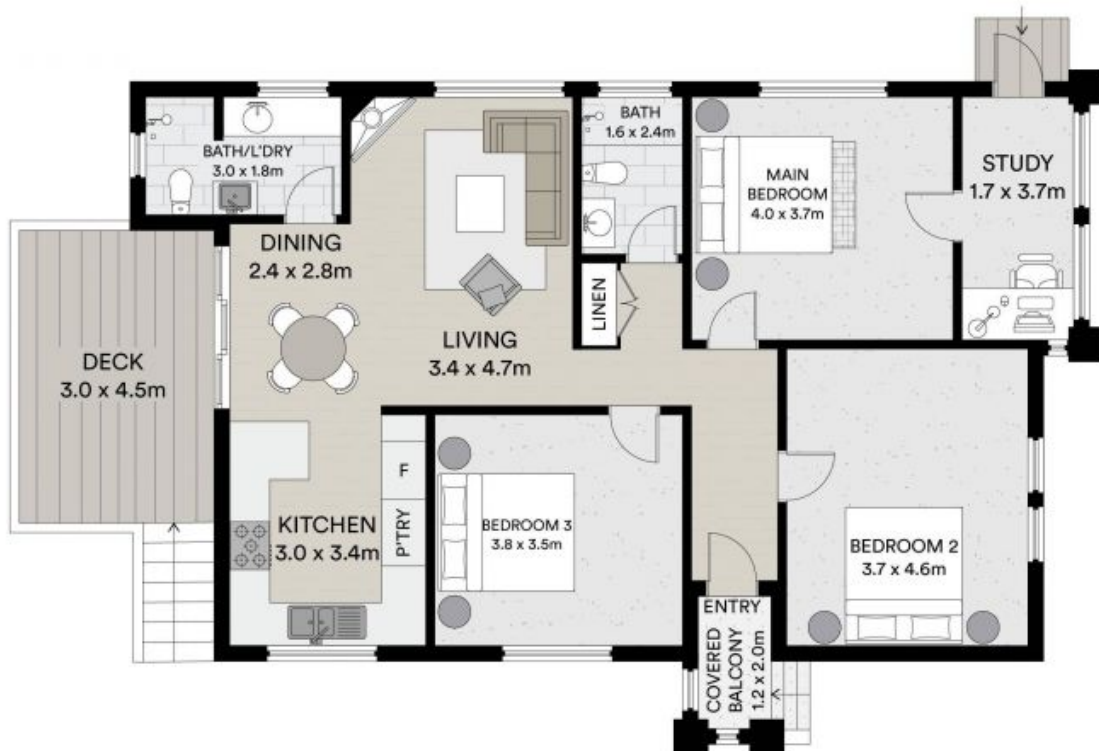 BATH/L'DRY
3.0 x 1.8m
BATH
1.6 x 2.4m
MAIN
BEDROOM
4.0 x 3.7m
STUDY
1.7 x 3.7m
DINING
2.4 x 2.8m
LINEN
LIVING
3.4 x 4.7m
DECK
3.0 x 4.5m
F
P'TRY
KITCHEN
3.0 x 3.4m
BEDROOM 3
3.8 x 3.5m
BEDROOM 2
3.7 x 4.6m
ENTRY
COVERED
BALCONY
1.2 x 2.0m